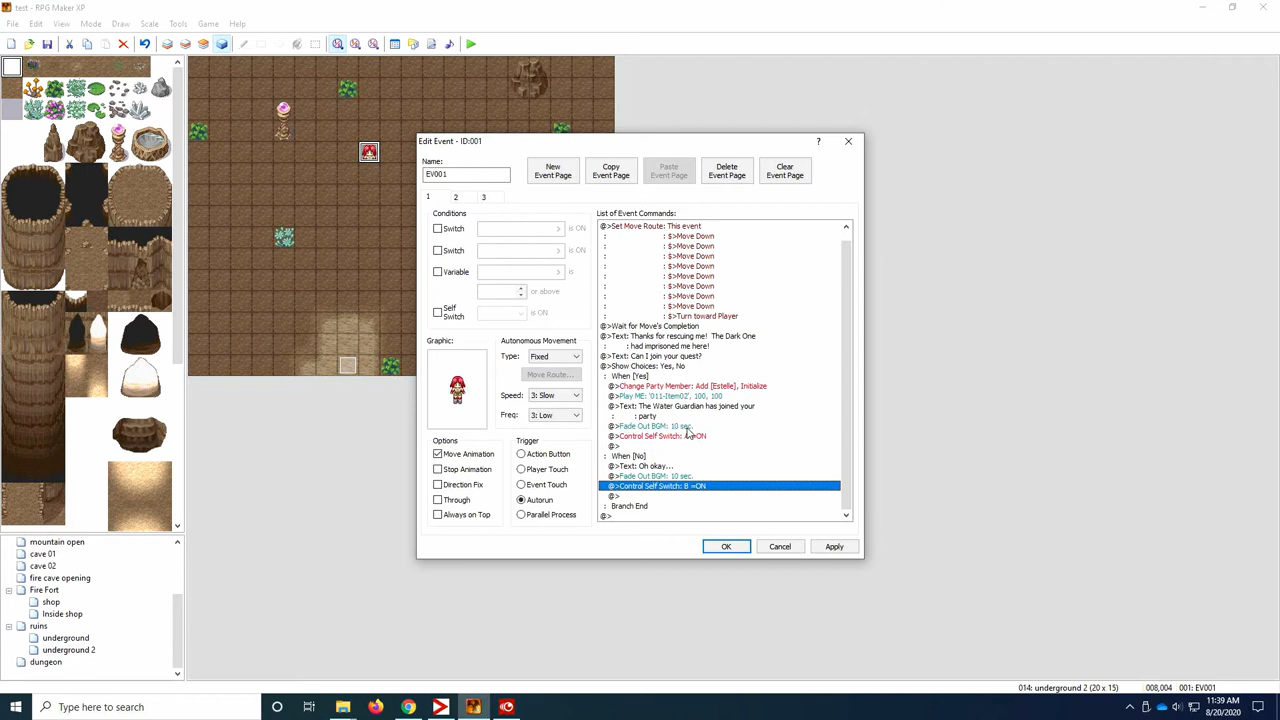 test - RPG Maker XP
File Edit View Mode Draw Scale Tools Game Help
Edit Event - ID:001
Name:
EV001
New Event Page
Copy Event Page
Paste Event Page
Delete Event Page
Clear Event Page
1 2 3
Conditions
Switch is ON
Switch is ON
Variable is
or above
Self Switch is ON
Graphic:
Autonomous Movement
Type: Fixed
Move Route...
Speed: 3: Slow
Freq: 3: Low
Options
Move Animation
Stop Animation
Direction Fix
Through
Always on Top
Trigger
Action Button
Player Touch
Event Touch
Autorun
Parallel Process
List of Event Commands:
@>Set Move Route: This event
: : $>Move Down
: : $>Move Down
: : $>Move Down
: : $>Move Down
: : $>Move Down
: : $>Move Down
: : $>Move Down
: : $>Move Down
: : $>Turn toward Player
@>Wait for Move's Completion
@>Text: Thanks for rescuing me! The Dark One
: : had imprisoned me here!
@>Text: Can I join your quest?
@>Show Choices: Yes, No
: When [Yes]
@>Change Party Member: Add [Estelle], Initialize
@>Play ME: '011-Item02', 100, 100
@>Text: The Water Guardian has joined your
: : party
@>Fade Out BGM: 10 sec.
@>Control Self Switch: A =ON
@>
: When [No]
@>Text: Oh okay...
@>Fade Out BGM: 10 sec.
@>Control Self Switch: B =ON
@>
: Branch End
@>
OK Cancel Apply
mountain open
cave 01
cave 02
fire cave opening
Fire Fort
shop
Inside shop
ruins
underground
underground 2
dungeon
014: underground 2 (20 x 15) 008,004 001: EV001
Type here to search
11:39 AM
8/20/2020